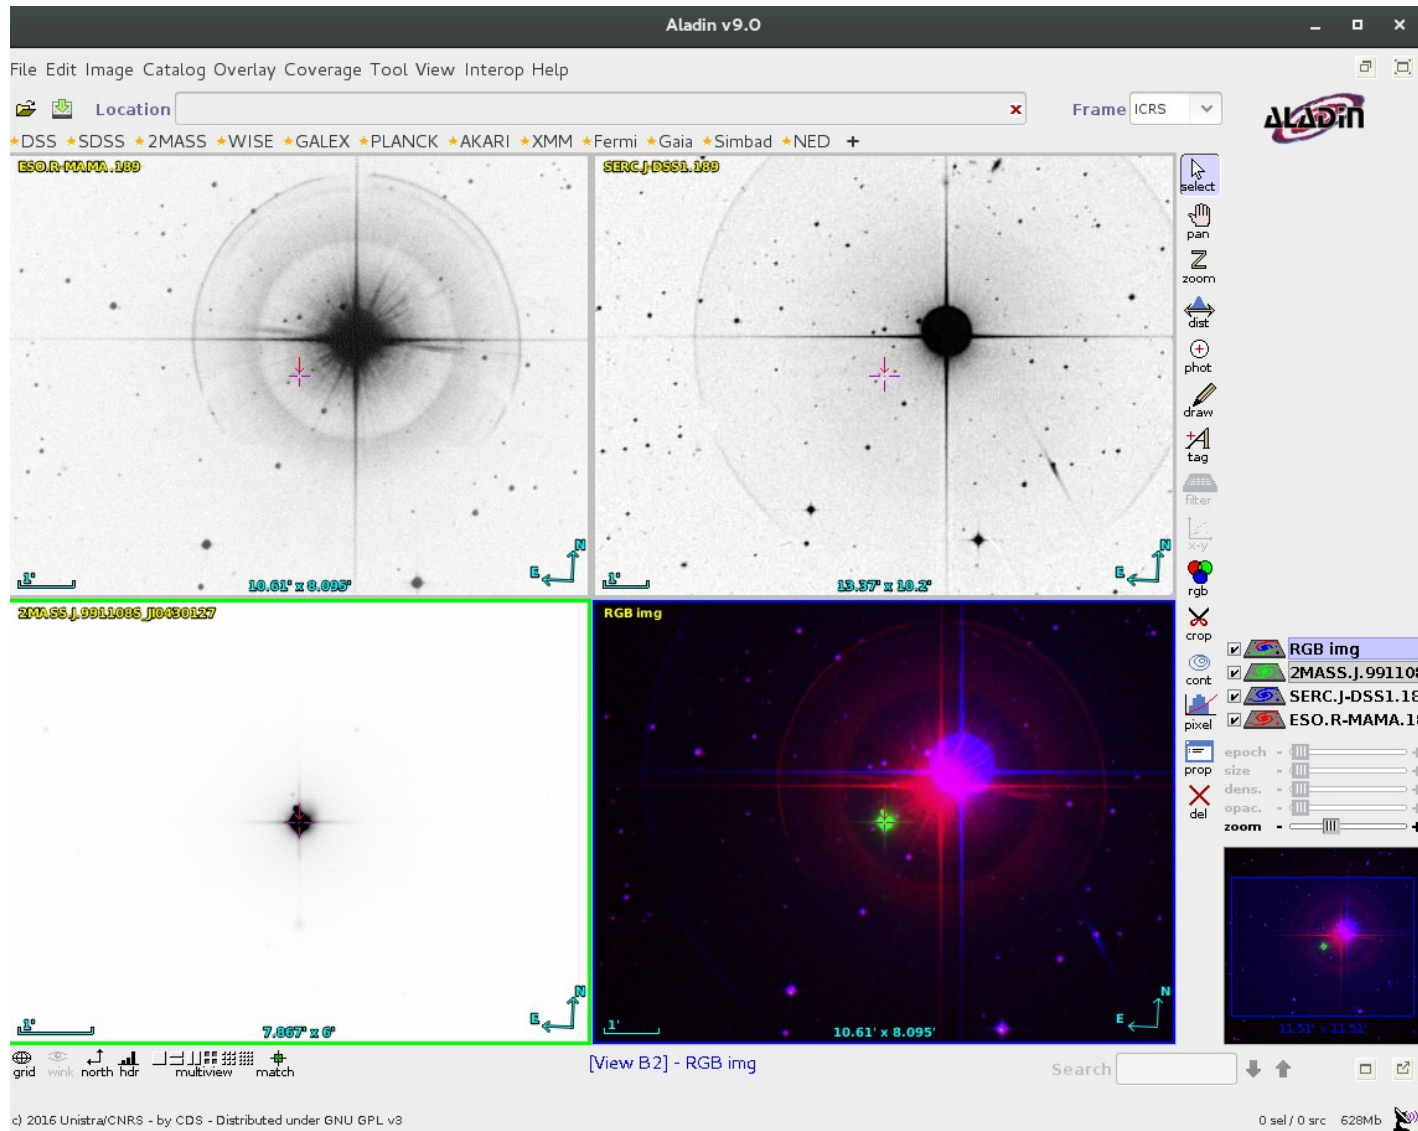 Aladin v9.0
File Edit Image Catalog Overlay Coverage Tool View Interop Help
Location
Frame ICRS
ALADIN
DSS SDSS 2MASS WISE GALEX PLANCK AKARI XMM Fermi Gaia Simbad NED +
ESO.R-MAMA.189
SERC.J-DSS1.189
select
pan
zoom
dist
phot
draw
tag
filter
x-y
rgb
crop
cont
pixel
prop
del
N
E
1'
10.61' x 8.095'
N
E
1'
13.37' x 10.2'
2MASS.J.991108S_JJ0430127
RGB img
N
E
1'
7.867' x 6'
N
E
1'
10.61' x 8.095'
RGB img
2MASS.J.99110
SERC.J-DSS1.18
ESO.R-MAMA.1
epoch - +
size - +
dens. - +
opac. - +
zoom - +
11.51' x 11.51'
grid wink north hdr multiview match
[View B2] - RGB img
Search
c) 2016 Unistra/CNRS - by CDS - Distributed under GNU GPL v3
0 sel / 0 src 628Mb